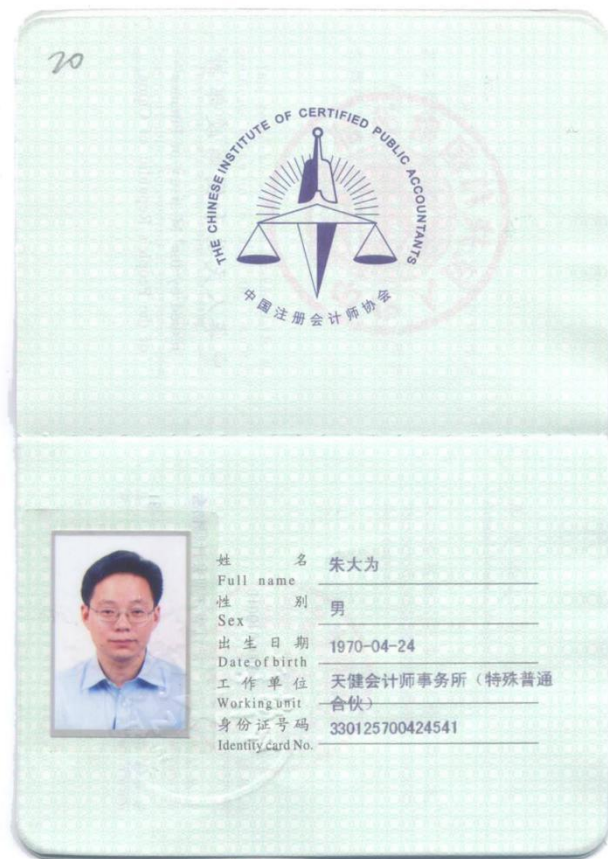 20
THE CHINESE INSTITUTE OF CERTIFIED PUBLIC ACCOUNTANTS
中国注册会计师协会
姓 名 朱大为
Full name
性 别 男
Sex
出生日期 1970-04-24
Date of birth
工作单位 天健会计师事务所（特殊普通
Working unit 合伙）
身份证号码 330125700424541
Identity card No.